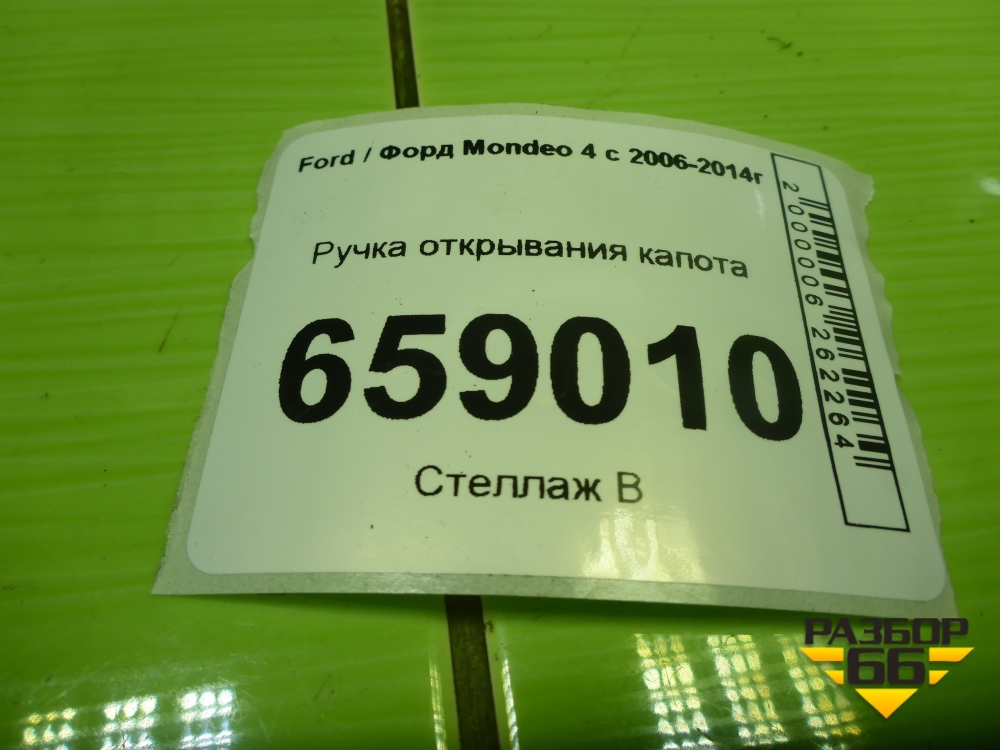 Ford / Форд Mondeo 4 с 2006-2014г
Ручка открывания капота
659010
Стеллаж В
2000006262264
РАЗБОР
66